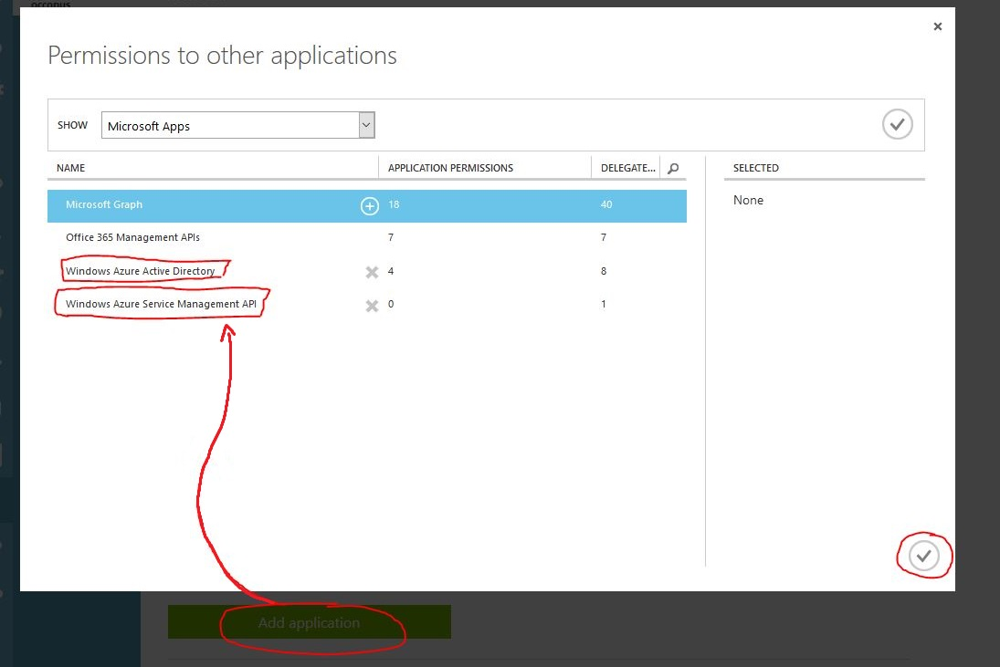 occopus
Permissions to other applications
SHOW Microsoft Apps
NAME APPLICATION PERMISSIONS DELEGATE... SELECTED
Microsoft Graph 18 40 None
Office 365 Management APIs 7 7
Windows Azure Active Directory 4 8
Windows Azure Service Management API 0 1
Add application